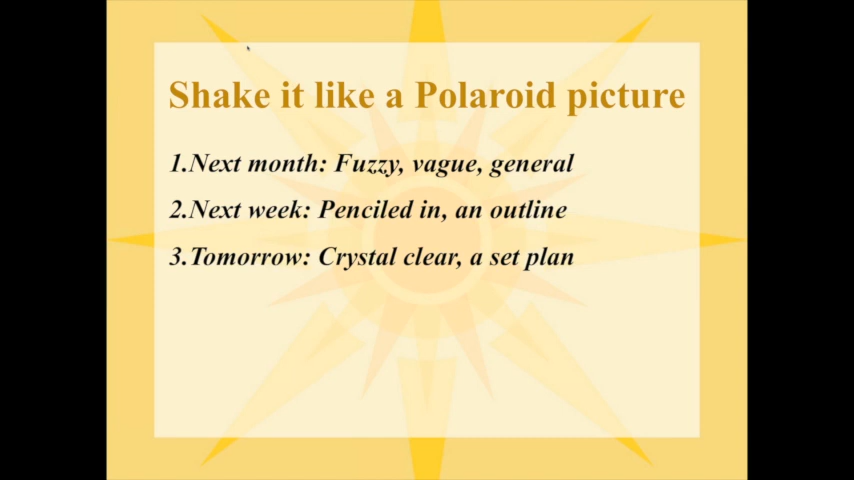 Shake it like a Polaroid picture
1.Next month: Fuzzy, vague, general
2.Next week: Penciled in, an outline
3.Tomorrow: Crystal clear, a set plan